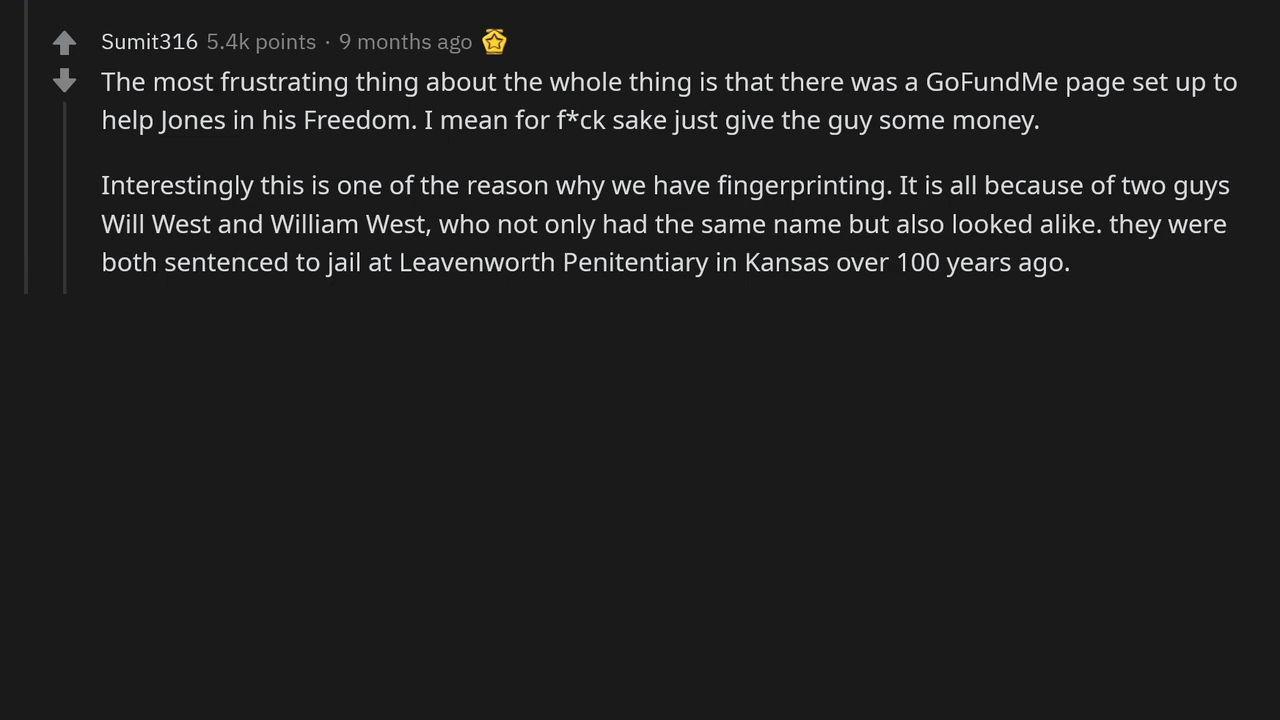 Sumit316 5.4k points · 9 months ago
The most frustrating thing about the whole thing is that there was a GoFundMe page set up to
help Jones in his Freedom. I mean for f*ck sake just give the guy some money.
Interestingly this is one of the reason why we have fingerprinting. It is all because of two guys
Will West and William West, who not only had the same name but also looked alike. they were
both sentenced to jail at Leavenworth Penitentiary in Kansas over 100 years ago.